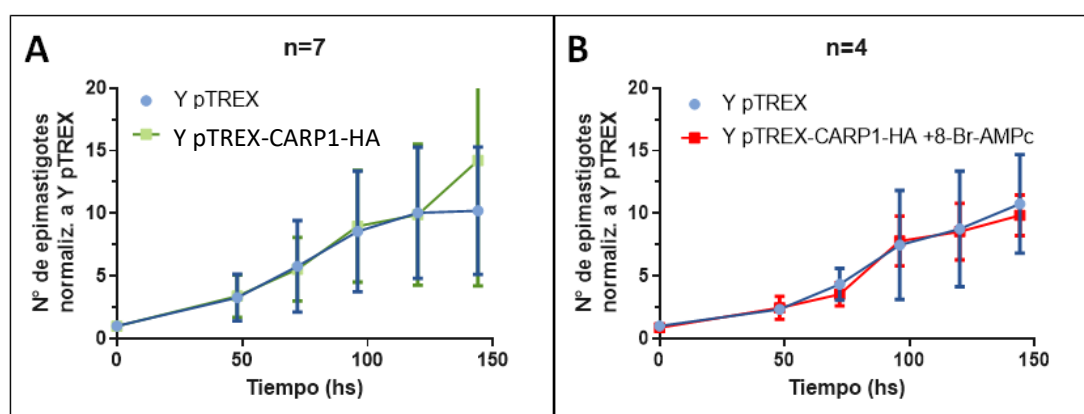 A
n=7
Y pTREX
Y pTREX-CARP1-HA
N° de epimastigotes
normaliz. a Y pTREX
20
15
10
5
0
0
50
100
150
Tiempo (hs)
B
n=4
Y pTREX
Y pTREX-CARP1-HA +8-Br-AMPc
N° de epimastigotes
normaliz. a Y pTREX
20
15
10
5
0
0
50
100
150
Tiempo (hs)